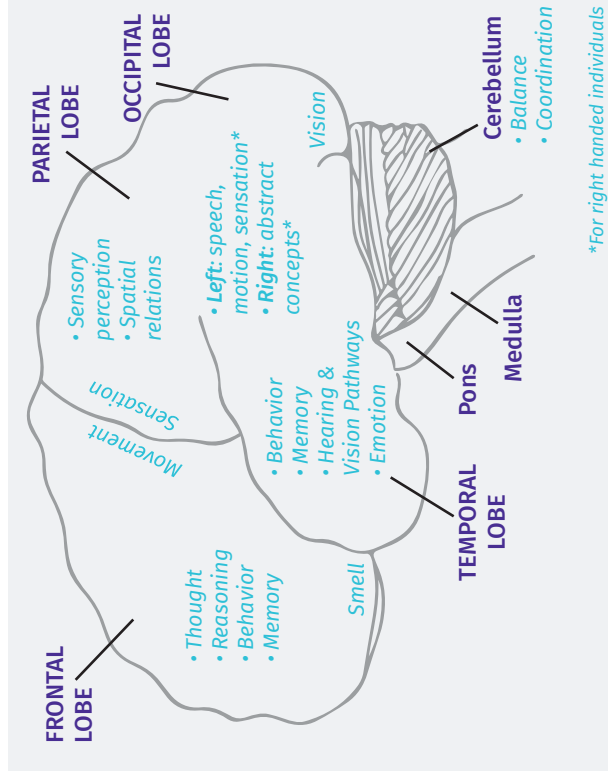 FRONTAL
LOBE
• Thought
• Reasoning
• Behavior
• Memory
Smell
Movement
Sensation
PARIETAL
LOBE
• Sensory
perception
• Spatial
relations
OCCIPITAL
LOBE
• Left: speech,
motion, sensation*
• Right: abstract
concepts*
Vision
• Behavior
• Memory
• Hearing &
Vision Pathways
• Emotion
TEMPORAL
LOBE
Pons
Medulla
Cerebellum
• Balance
• Coordination
*For right handed individuals